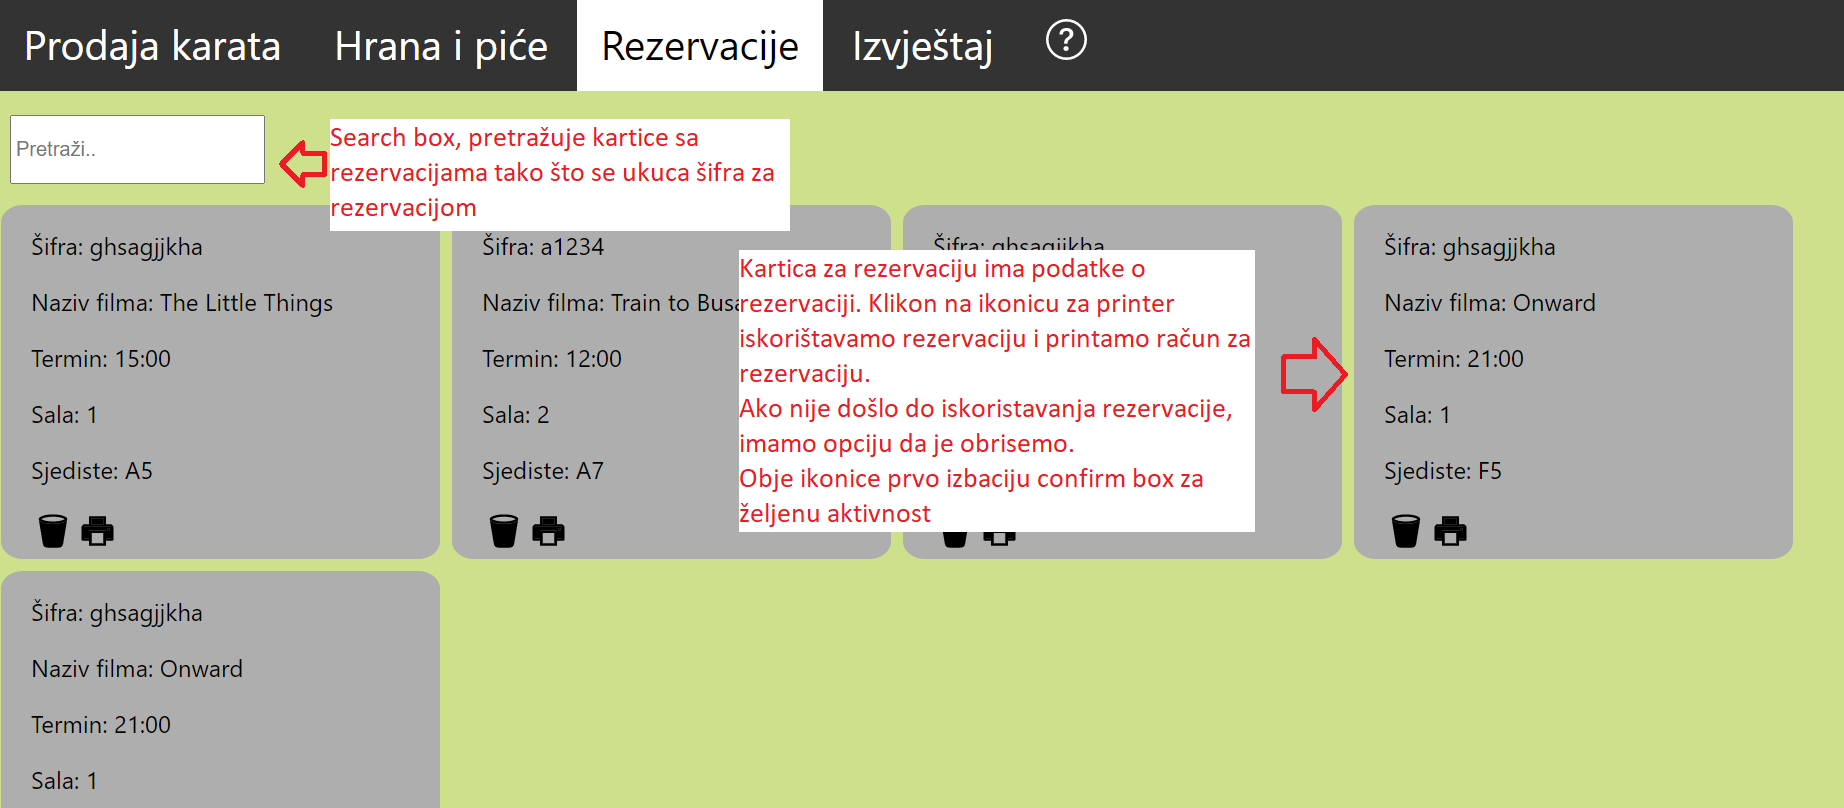 Prodaja karata Hrana i piće Rezervacije Izvještaj ?
Pretraži..
Search box, pretražuje kartice sa
rezervacijama tako što se ukuca šifra za
rezervacijom
Šifra: ghsagjjkha
Naziv filma: The Little Things
Termin: 15:00
Sala: 1
Sjediste: A5
Šifra: a1234
Naziv filma: Train to Busa
Termin: 12:00
Sala: 2
Sjediste: A7
Šifra: ghsagjjkha
Kartica za rezervaciju ima podatke o
rezervaciji. Klikon na ikonicu za printer
iskorištavamo rezervaciju i printamo račun za
rezervaciju.
Ako nije došlo do iskoristavanja rezervacije,
imamo opciju da je obrisemo.
Obje ikonice prvo izbaciju confirm box za
željenu aktivnost
Šifra: ghsagjjkha
Naziv filma: Onward
Termin: 21:00
Sala: 1
Sjediste: F5
Šifra: ghsagjjkha
Naziv filma: Onward
Termin: 21:00
Sala: 1